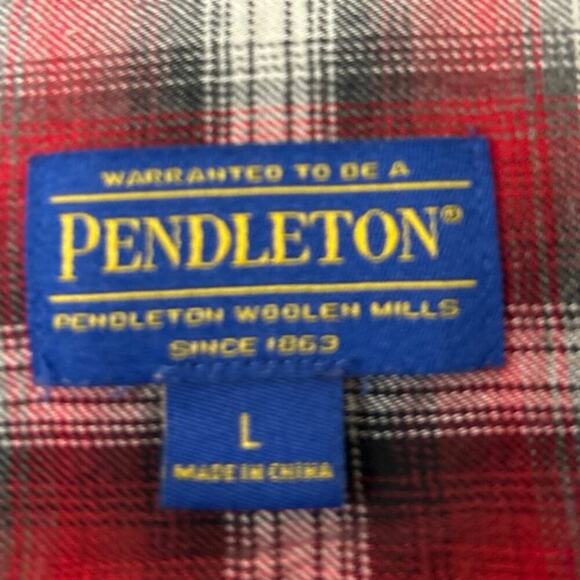 WARRANTED TO BE A
PENDLETON®
PENDLETON WOOLEN MILLS
SINCE 1863
L
MADE IN CHINA